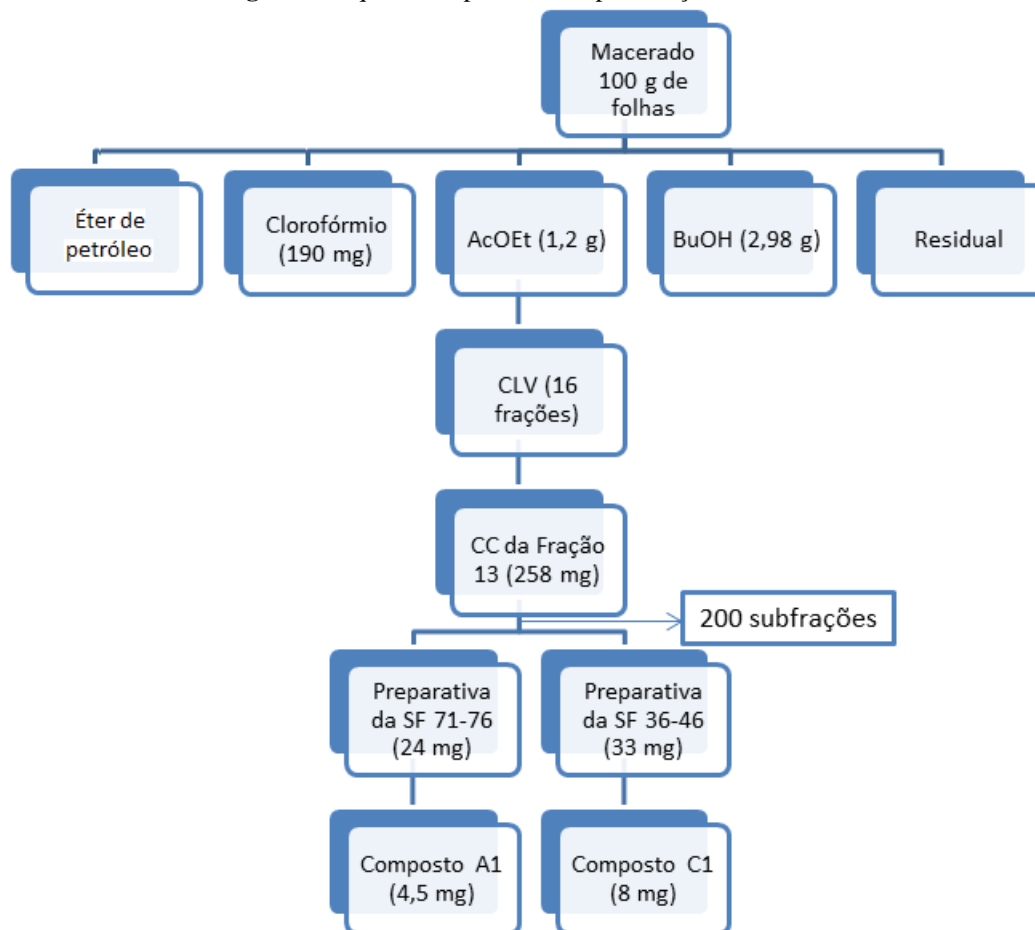 Macerado
100 g de
folhas
Éter de
petróleo
Clorofórmio
(190 mg)
AcOEt (1,2 g)
BuOH (2,98 g)
Residual
CLV (16
frações)
CC da Fração
13 (258 mg)
200 subfrações
Preparativa
da SF 71-76
(24 mg)
Preparativa
da SF 36-46
(33 mg)
Composto A1
(4,5 mg)
Composto C1
(8 mg)